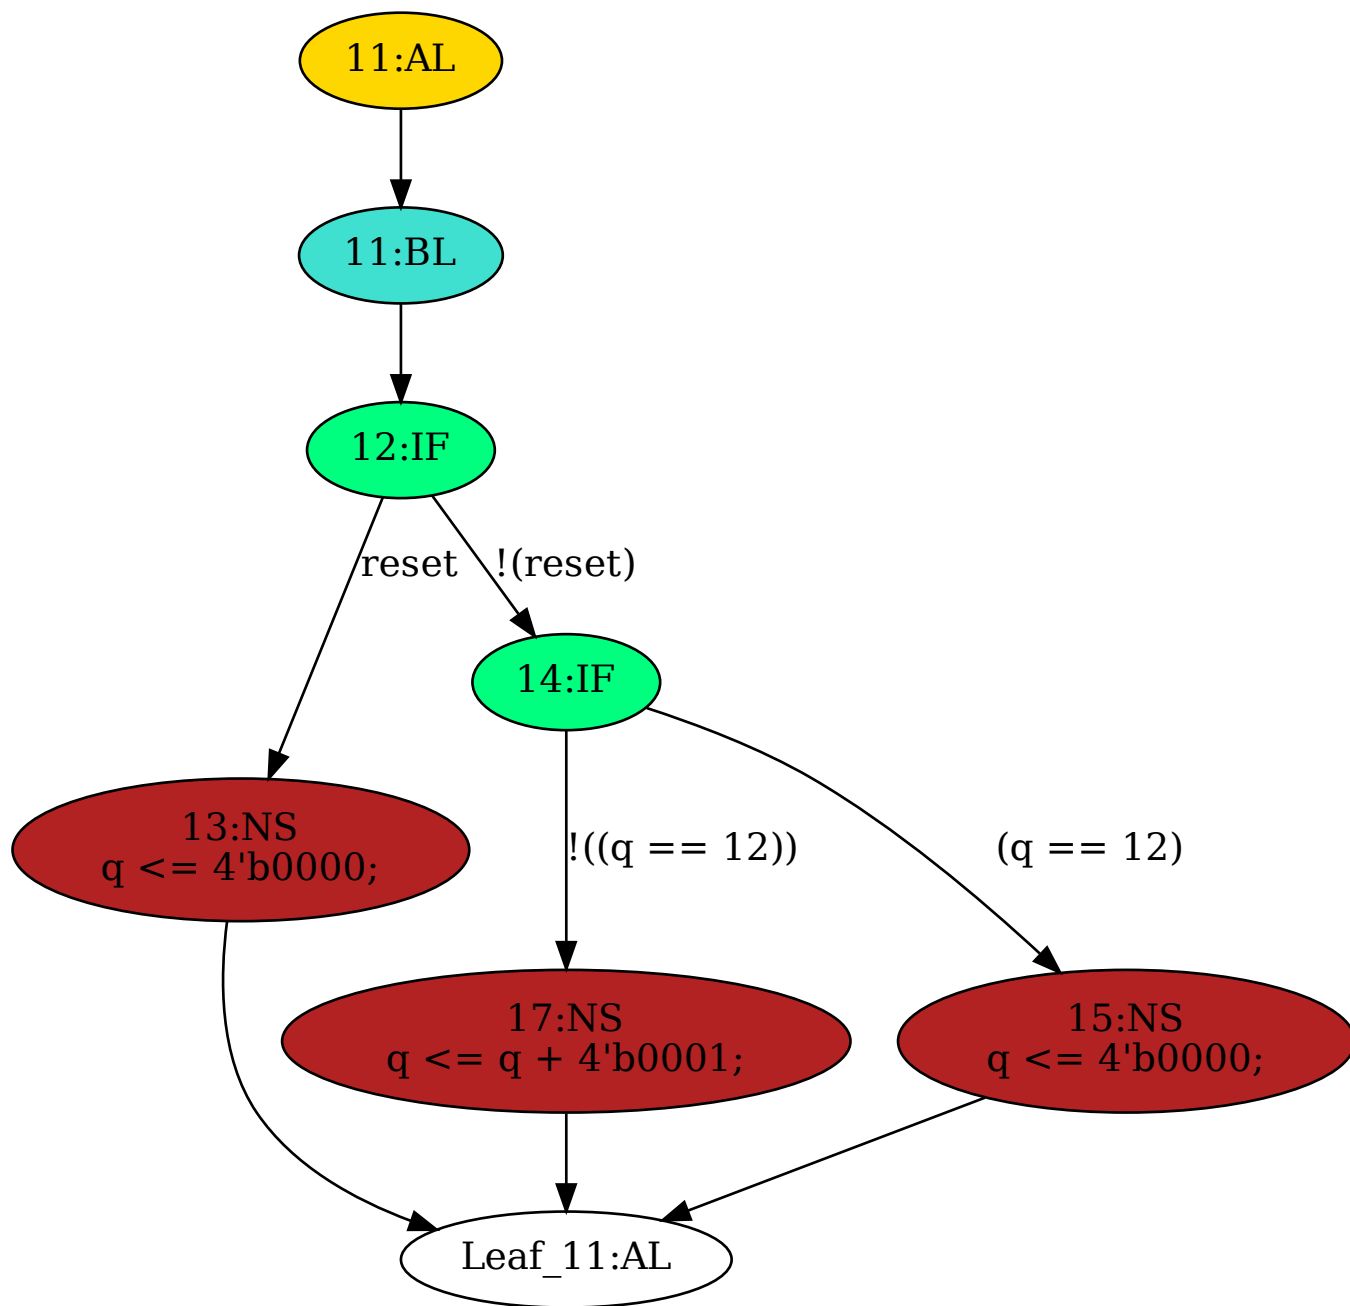 11:AL
11:BL
12:IF
reset
!(reset)
14:IF
13:NS
q <= 4'b0000;
!((q == 12))
(q == 12)
17:NS
q <= q + 4'b0001;
15:NS
q <= 4'b0000;
Leaf_11:AL